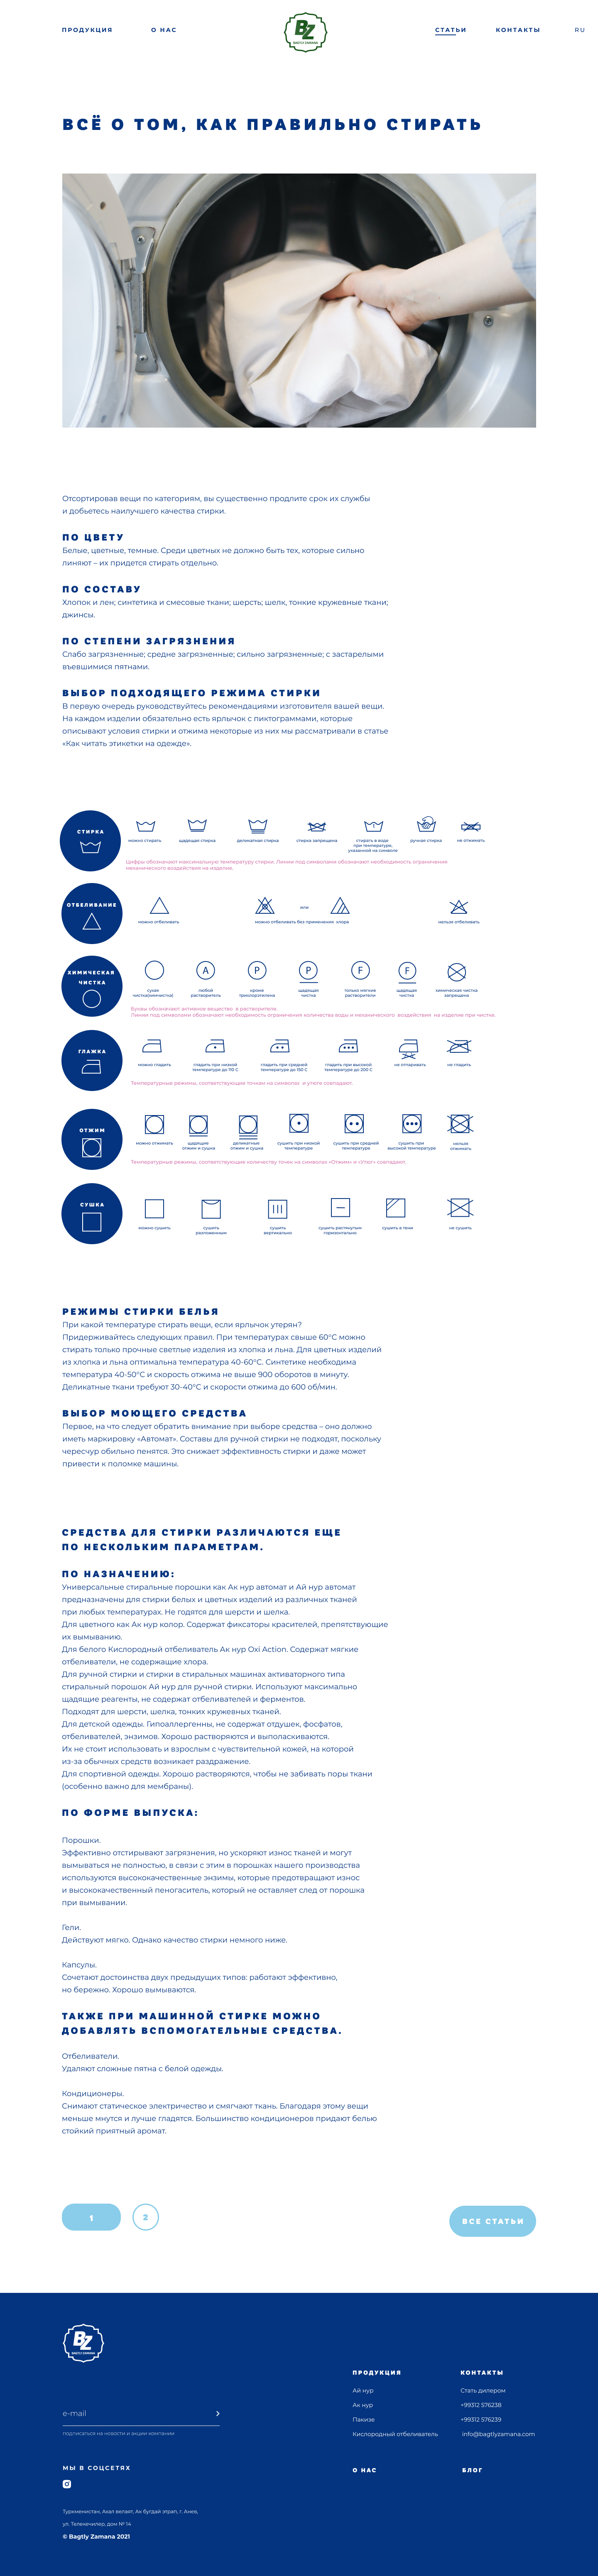 ПРОДУКЦИЯ
О НАС
BZ
BAGTLY ZAMANA
СТАТЬИ
КОНТАКТЫ
RU
ВСЁ О ТОМ, КАК ПРАВИЛЬНО СТИРАТЬ
Отсортировав вещи по категориям, вы существенно продлите срок их службы
и добьетесь наилучшего качества стирки.
ПО ЦВЕТУ
Белые, цветные, темные. Среди цветных не должно быть тех, которые сильно
линяют – их придется стирать отдельно.
ПО СОСТАВУ
Хлопок и лен; синтетика и смесовые ткани; шерсть; шелк, тонкие кружевные ткани;
джинсы.
ПО СТЕПЕНИ ЗАГРЯЗНЕНИЯ
Слабо загрязненные; средне загрязненные; сильно загрязненные; с застарелыми
въевшимися пятнами.
ВЫБОР ПОДХОДЯЩЕГО РЕЖИМА СТИРКИ
В первую очередь руководствуйтесь рекомендациями изготовителя вашей вещи.
На каждом изделии обязательно есть ярлычок с пиктограммами, которые
описывают условия стирки и отжима некоторые из них мы рассматривали в статье
«Как читать этикетки на одежде».
СТИРКА
можно стирать
щадящая стирка
деликатная стирка
стирка запрещена
стирать в воде
при температуре,
указанной на символе
ручная стирка
не отжимать
Цифры обозначают максимальную температуру стирки. Линия под символами обозначают необходимость ограничения
механического воздействия на изделие.
ОТБЕЛИВАНИЕ
можно отбеливать
или
можно отбеливать без применения хлора
нельзя отбеливать
ХИМИЧЕСКАЯ
ЧИСТКА
A
P
P
F
F
сухая
чистка(химчистка)
любой
растворитель
кроме
трихлорэтилена
щадящая
чистка
только мягкие
растворители
щадящая
чистка
химическая чистка
запрещена
Буквы обозначают активное вещество в растворителе.
Линии под символами обозначают необходимость ограничения количества воды и механического воздействия на изделие при чистке.
ГЛАЖКА
можно гладить
гладить при низкой
температуре до 110 С
гладить при средней
температуре до 150 С
гладить при высокой
температуре до 200 С
не отпаривать
не гладить
Температурные режимы, соответствующие точкам на символах и утюге совпадают.
ОТЖИМ
можно отжимать
щадящие
отжим и сушка
деликатные
отжим и сушка
сушить при низкой
температуре
сушить при средней
температуре
сушить при
высокой температуре
нельзя
отжимать
Температурные режимы, соответствующие количеству точек на символах «Отжим» и «Утюг» совпадают.
СУШКА
можно сушить
сушить
разложенным
сушить
вертикально
сушить растянутым
горизонтально
сушить в тени
не сушить
РЕЖИМЫ СТИРКИ БЕЛЬЯ
При какой температуре стирать вещи, если ярлычок утерян?
Придерживайтесь следующих правил. При температурах свыше 60°С можно
стирать только прочные светлые изделия из хлопка и льна. Для цветных изделий
из хлопка и льна оптимальна температура 40-60°С. Синтетике необходима
температура 40-50°С и скорость отжима не выше 900 оборотов в минуту.
Деликатные ткани требуют 30-40°С и скорости отжима до 600 об/мин.
ВЫБОР МОЮЩЕГО СРЕДСТВА
Первое, на что следует обратить внимание при выборе средства – оно должно
иметь маркировку «Автомат». Составы для ручной стирки не подходят, поскольку
чересчур обильно пенятся. Это снижает эффективность стирки и даже может
привести к поломке машины.
СРЕДСТВА ДЛЯ СТИРКИ РАЗЛИЧАЮТСЯ ЕЩЕ
ПО НЕСКОЛЬКИМ ПАРАМЕТРАМ.
ПО НАЗНАЧЕНИЮ:
Универсальные стиральные порошки как Ак нур автомат и Ай нур автомат
предназначены для стирки белых и цветных изделий из различных тканей
при любых температурах. Не годятся для шерсти и шелка.
Для цветного как Ак нур колор. Содержат фиксаторы красителей, препятствующие
их вымыванию.
Для белого Кислородный отбеливатель Ак нур Oxi Action. Содержат мягкие
отбеливатели, не содержащие хлора.
Для ручной стирки и стирки в стиральных машинах активаторного типа
стиральный порошок Ай нур для ручной стирки. Используют максимально
щадящие реагенты, не содержат отбеливателей и ферментов.
Подходят для шерсти, шелка, тонких кружевных тканей.
Для детской одежды. Гипоаллергенны, не содержат отдушек, фосфатов,
отбеливателей, энзимов. Хорошо растворяются и выполаскиваются.
Их не стоит использовать и взрослым с чувствительной кожей, на которой
из-за обычных средств возникает раздражение.
Для спортивной одежды. Хорошо растворяются, чтобы не забивать поры ткани
(особенно важно для мембраны).
ПО ФОРМЕ ВЫПУСКА:
Порошки.
Эффективно отстирывают загрязнения, но ускоряют износ тканей и могут
вымываться не полностью, в связи с этим в порошках нашего производства
используются высококачественные энзимы, которые предотвращают износ
и высококачественный пеногаситель, который не оставляет след от порошка
при вымывании.
Гели.
Действуют мягко. Однако качество стирки немного ниже.
Капсулы.
Сочетают достоинства двух предыдущих типов: работают эффективно,
но бережно. Хорошо вымываются.
ТАКЖЕ ПРИ МАШИННОЙ СТИРКЕ МОЖНО
ДОБАВЛЯТЬ ВСПОМОГАТЕЛЬНЫЕ СРЕДСТВА.
Отбеливатели.
Удаляют сложные пятна с белой одежды.
Кондиционеры.
Снимают статическое электричество и смягчают ткань. Благодаря этому вещи
меньше мнутся и лучше гладятся. Большинство кондиционеров придают белью
стойкий приятный аромат.
1
2
ВСЕ СТАТЬИ
BZ
BAGTLY ZAMANA
e-mail
подписаться на новости и акции компании
МЫ В СОЦСЕТЯХ
Туркменистан, Ахал велаят, Ак бугдай этрап, г. Анев,
ул. Телекечилер, дом № 14
© Bagtly Zamana 2021
ПРОДУКЦИЯ
Ай нур
Ак нур
Пакизе
Кислородный отбеливатель
О НАС
КОНТАКТЫ
Стать дилером
+99312 576238
+99312 576239
info@bagtlyzamana.com
БЛОГ